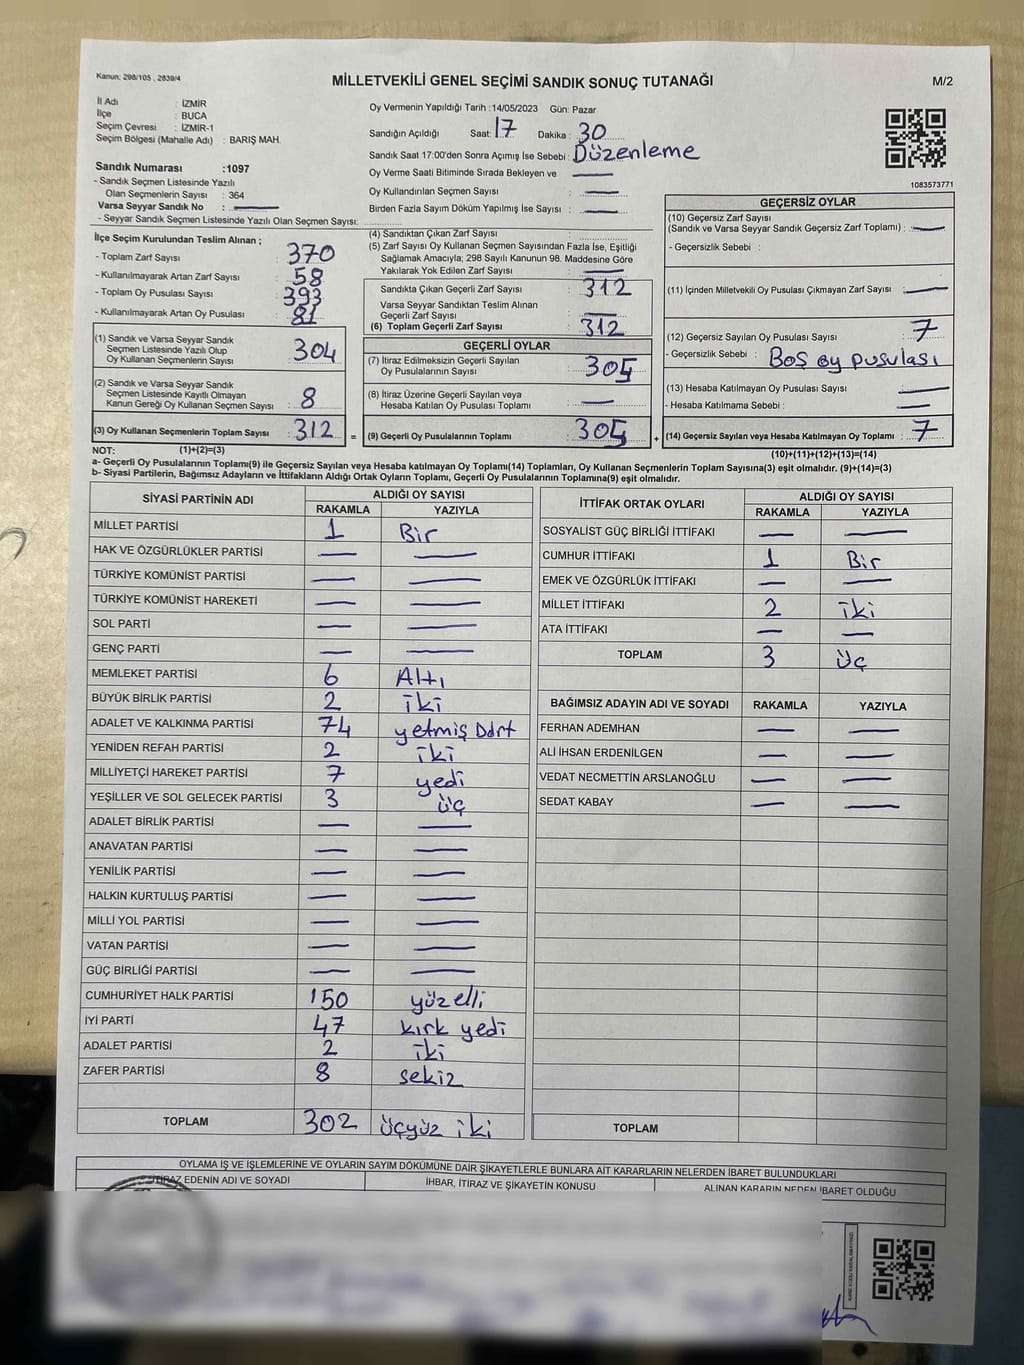 Kanun: 298/105 , 2839/4
MİLLETVEKİLİ GENEL SEÇİMİ SANDIK SONUÇ TUTANAĞI
M/2
İl Adı : İZMİR
İlçe : BUCA
Seçim Çevresi : İZMİR-1
Seçim Bölgesi (Mahalle Adı) : BARIŞ MAH.
Oy Vermenin Yapıldığı Tarih :14/05/2023 Gün: Pazar
Sandığın Açıldığı Saat: 17 Dakika : 30
Sandık Saat 17:00'den Sonra Açımış İse Sebebi : Düzenleme
Oy Verme Saati Bitiminde Sırada Bekleyen ve —
Oy Kullandırılan Seçmen Sayısı : —
Birden Fazla Sayım Döküm Yapılmış İse Sayısı : —
1083573771
Sandık Numarası :1097
- Sandık Seçmen Listesinde Yazılı
Olan Seçmenlerin Sayısı : 364
Varsa Seyyar Sandık No : —
- Seyyar Sandık Seçmen Listesinde Yazılı Olan Seçmen Sayısı:
İlçe Seçim Kurulundan Teslim Alınan ;
- Toplam Zarf Sayısı : 370
- Kullanılmayarak Artan Zarf Sayısı : 58
- Toplam Oy Pusulası Sayısı : 393
- Kullanılmayarak Artan Oy Pusulası : 81
(1) Sandık ve Varsa Seyyar Sandık
Seçmen Listesinde Yazılı Olup
Oy Kullanan Seçmenlerin Sayısı : 304
(2) Sandık ve Varsa Seyyar Sandık
Seçmen Listesinde Kayıtlı Olmayan
Kanun Gereği Oy Kullanan Seçmen Sayısı : 8
(3) Oy Kullanan Seçmenlerin Toplam Sayısı : 312 =
(1)+(2)=(3)
(4) Sandıktan Çıkan Zarf Sayısı :
(5) Zarf Sayısı Oy Kullanan Seçmen Sayısından Fazla İse, Eşitliği
Sağlamak Amacıyla; 298 Sayılı Kanunun 98. Maddesine Göre
Yakılarak Yok Edilen Zarf Sayısı : —
Sandıkta Çıkan Geçerli Zarf Sayısı : 312
Varsa Seyyar Sandıktan Teslim Alınan
Geçerli Zarf Sayısı : —
(6) Toplam Geçerli Zarf Sayısı : 312
GEÇERLİ OYLAR
(7) İtiraz Edilmeksizin Geçerli Sayılan
Oy Pusulalarının Sayısı : 305
(8) İtiraz Üzerine Geçerli Sayılan veya
Hesaba Katılan Oy Pusulası Toplamı : —
(9) Geçerli Oy Pusulalarının Toplamı : 305 +
GEÇERSİZ OYLAR
(10) Geçersiz Zarf Sayısı
(Sandık ve Varsa Seyyar Sandık Geçersiz Zarf Toplamı) : —
- Geçersizlik Sebebi :
(11) İçinden Milletvekili Oy Pusulası Çıkmayan Zarf Sayısı : —
(12) Geçersiz Sayılan Oy Pusulası Sayısı : 7
- Geçersizlik Sebebi : Boş oy pusulası
(13) Hesaba Katılmayan Oy Pusulası Sayısı : —
- Hesaba Katılmama Sebebi : —
(14) Geçersiz Sayılan veya Hesaba Katılmayan Oy Toplamı : 7
(10)+(11)+(12)+(13)=(14)
NOT:
a- Geçerli Oy Pusulalarının Toplamı(9) ile Geçersiz Sayılan veya Hesaba katılmayan Oy Toplamı(14) Toplamları, Oy Kullanan Seçmenlerin Toplam Sayısına(3) eşit olmalıdır. (9)+(14)=(3)
b- Siyasi Partilerin, Bağımsız Adayların ve İttifakların Aldığı Ortak Oyların Toplamı, Geçerli Oy Pusulalarının Toplamına(9) eşit olmalıdır.
SİYASİ PARTİNİN ADI ALDIĞI OY SAYISI
RAKAMLA YAZIYLA
MİLLET PARTİSİ 1 Bir
HAK VE ÖZGÜRLÜKLER PARTİSİ — —
TÜRKİYE KOMÜNİST PARTİSİ — —
TÜRKİYE KOMÜNİST HAREKETİ — —
SOL PARTİ — —
GENÇ PARTİ — —
MEMLEKET PARTİSİ 6 Altı
BÜYÜK BİRLİK PARTİSİ 2 iki
ADALET VE KALKINMA PARTİSİ 74 yetmiş Dört
YENİDEN REFAH PARTİSİ 2 iki
MİLLİYETÇİ HAREKET PARTİSİ 7 yedi
YEŞİLLER VE SOL GELECEK PARTİSİ 3 üç
ADALET BİRLİK PARTİSİ — —
ANAVATAN PARTİSİ — —
YENİLİK PARTİSİ — —
HALKIN KURTULUŞ PARTİSİ — —
MİLLİ YOL PARTİSİ — —
VATAN PARTİSİ — —
GÜÇ BİRLİĞİ PARTİSİ — —
CUMHURİYET HALK PARTİSİ 150 yüzelli
İYİ PARTİ 47 kırk yedi
ADALET PARTİSİ 2 iki
ZAFER PARTİSİ 8 sekiz
TOPLAM 302 üçyüz iki
İTTİFAK ORTAK OYLARI ALDIĞI OY SAYISI
RAKAMLA YAZIYLA
SOSYALİST GÜÇ BİRLİĞİ İTTİFAKI — —
CUMHUR İTTİFAKI 1 Bir
EMEK VE ÖZGÜRLÜK İTTİFAKI — —
MİLLET İTTİFAKI 2 iki
ATA İTTİFAKI — —
TOPLAM 3 üç
BAĞIMSIZ ADAYIN ADI VE SOYADI RAKAMLA YAZIYLA
FERHAN ADEMHAN — —
ALİ İHSAN ERDENİLGEN — —
VEDAT NECMETTİN ARSLANOĞLU — —
SEDAT KABAY — —
TOPLAM
OYLAMA İŞ VE İŞLEMLERİNE VE OYLARIN SAYIM DÖKÜMÜNE DAİR ŞİKAYETLERLE BUNLARA AİT KARARLARIN NELERDEN İBARET BULUNDUKLARI
İTİRAZ EDENİN ADI VE SOYADI İHBAR, İTİRAZ VE ŞİKAYETİN KONUSU ALINAN KARARIN NEDEN İBARET OLDUĞU